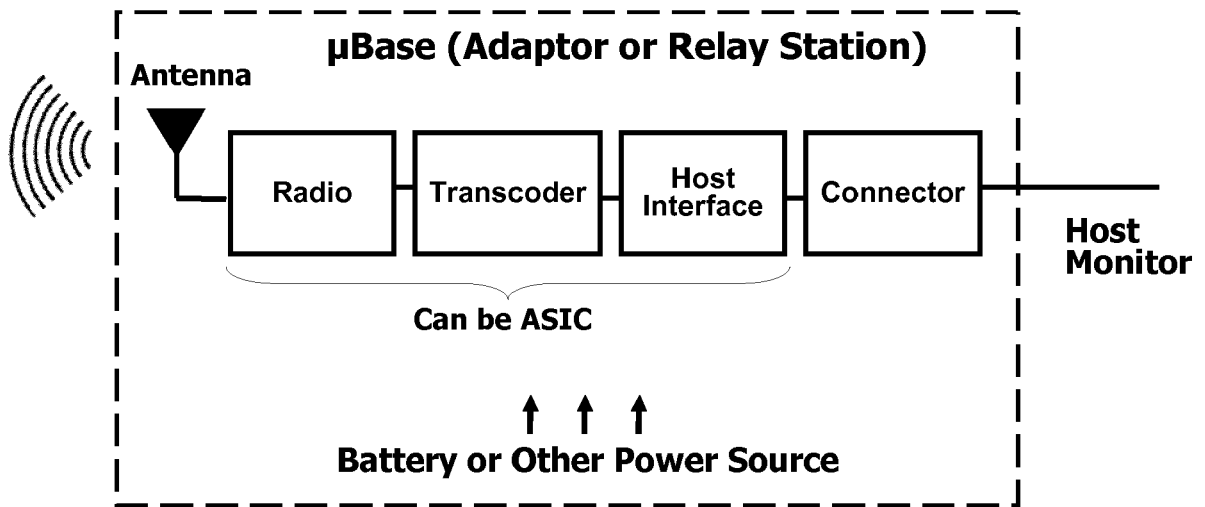 µBase (Adaptor or Relay Station)
Antenna
Radio
Transcoder
Host
Interface
Connector
Host
Monitor
Can be ASIC
Battery or Other Power Source